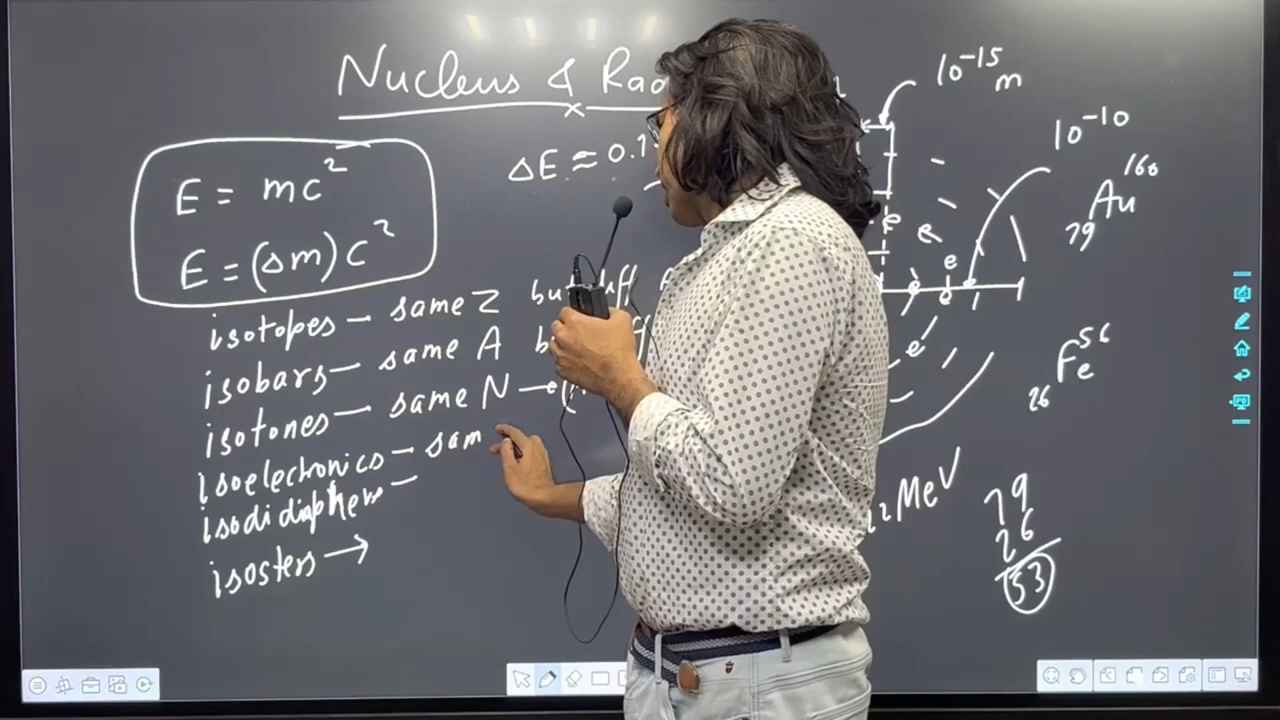 Nucleus & Rad
10⁻¹⁵ m
ΔE ≈ 0.1
10⁻¹⁰
E = mc²
E = (Δm)c²
79 Au 160
e
e
e
e
e
e
isotopes - same Z but diff
isobars - same A
isotones - same N
isoelectronics - sam
isodiaphers -
isosters →
26 Fe 56
MeV
79
26
53